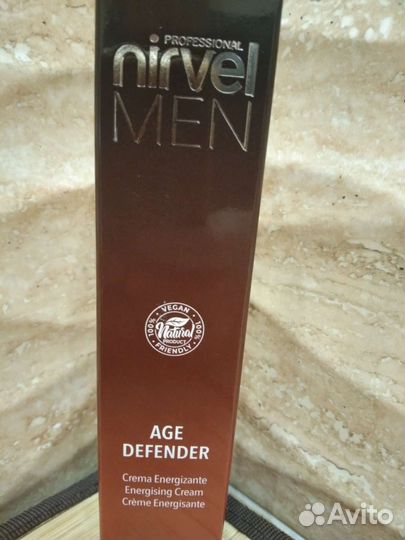 PROFESSIONAL
nirvel
MEN
VEGAN
100%
Natural
PRODUCT
100%
FRIENDLY
AGE
DEFENDER
Crema Energizante
Energising Cream
Crème Energisante
Avito